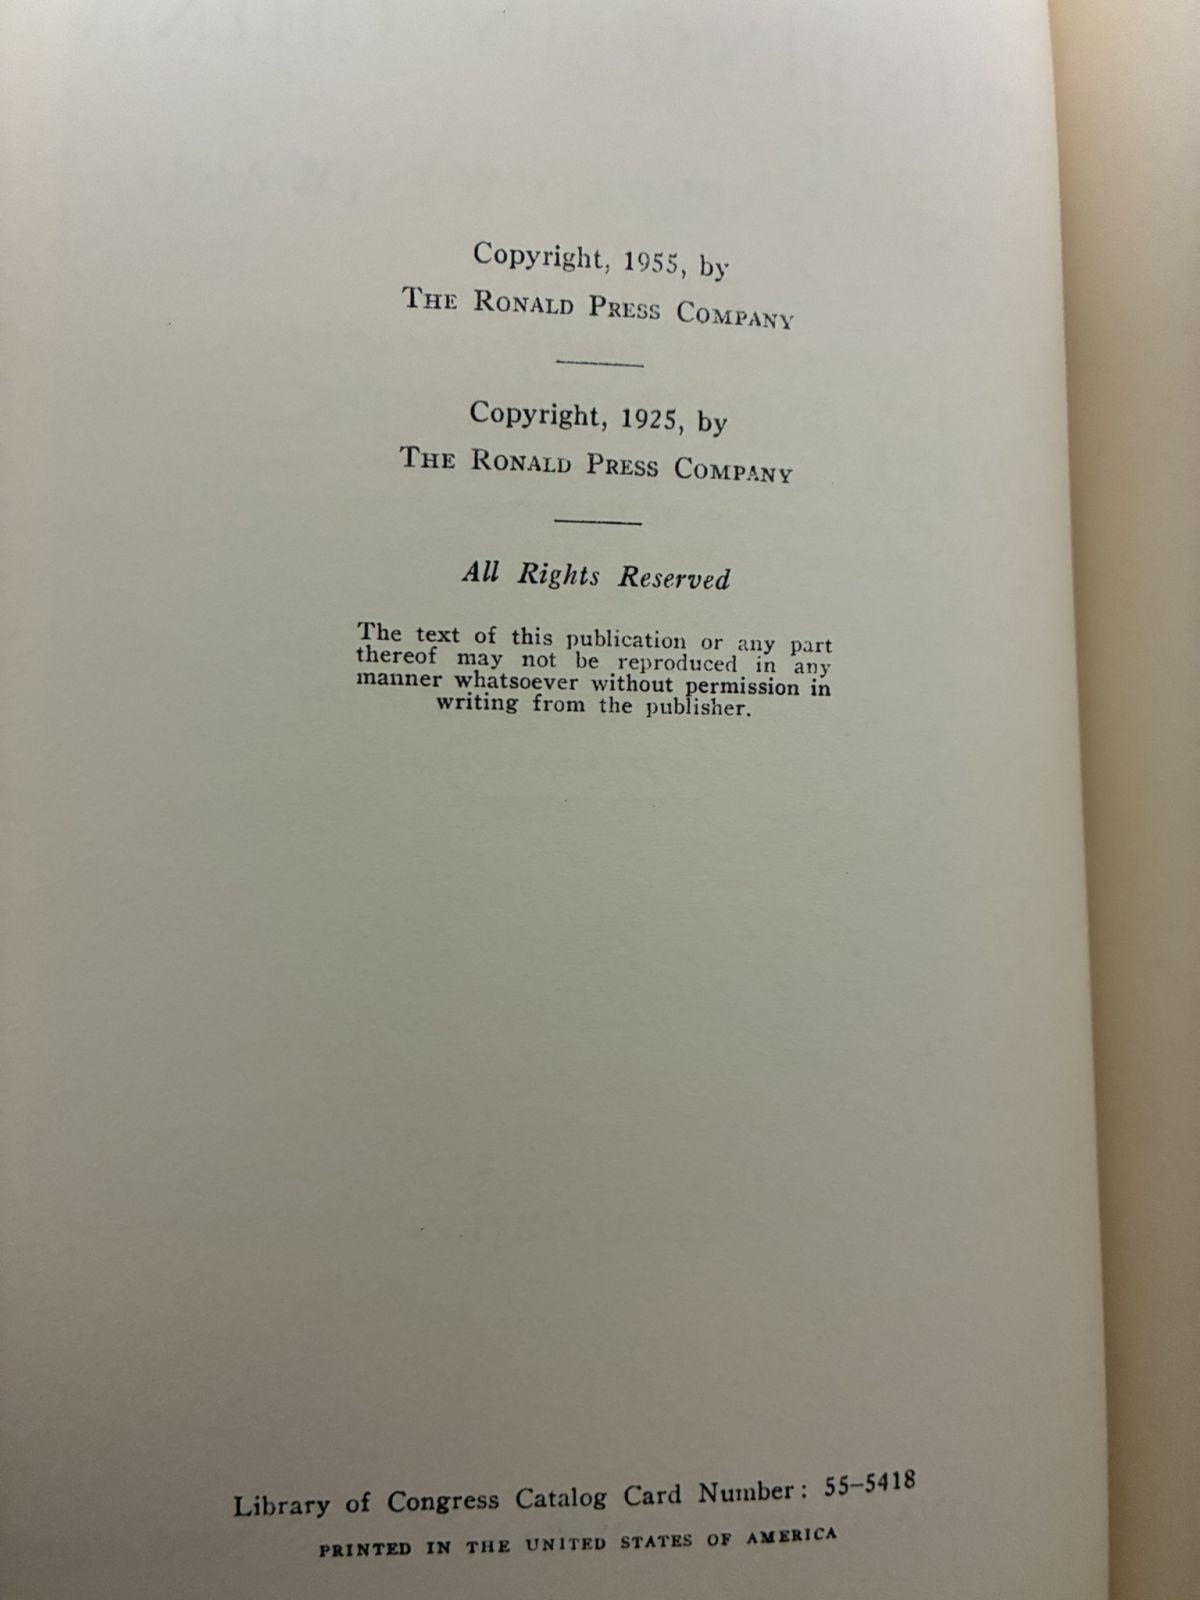 Copyright, 1955, by
THE RONALD PRESS COMPANY
Copyright, 1925, by
THE RONALD PRESS COMPANY
All Rights Reserved
The text of this publication or any part
thereof may not be reproduced in any
manner whatsoever without permission in
writing from the publisher.
Library of Congress Catalog Card Number: 55–5418
PRINTED IN THE UNITED STATES OF AMERICA